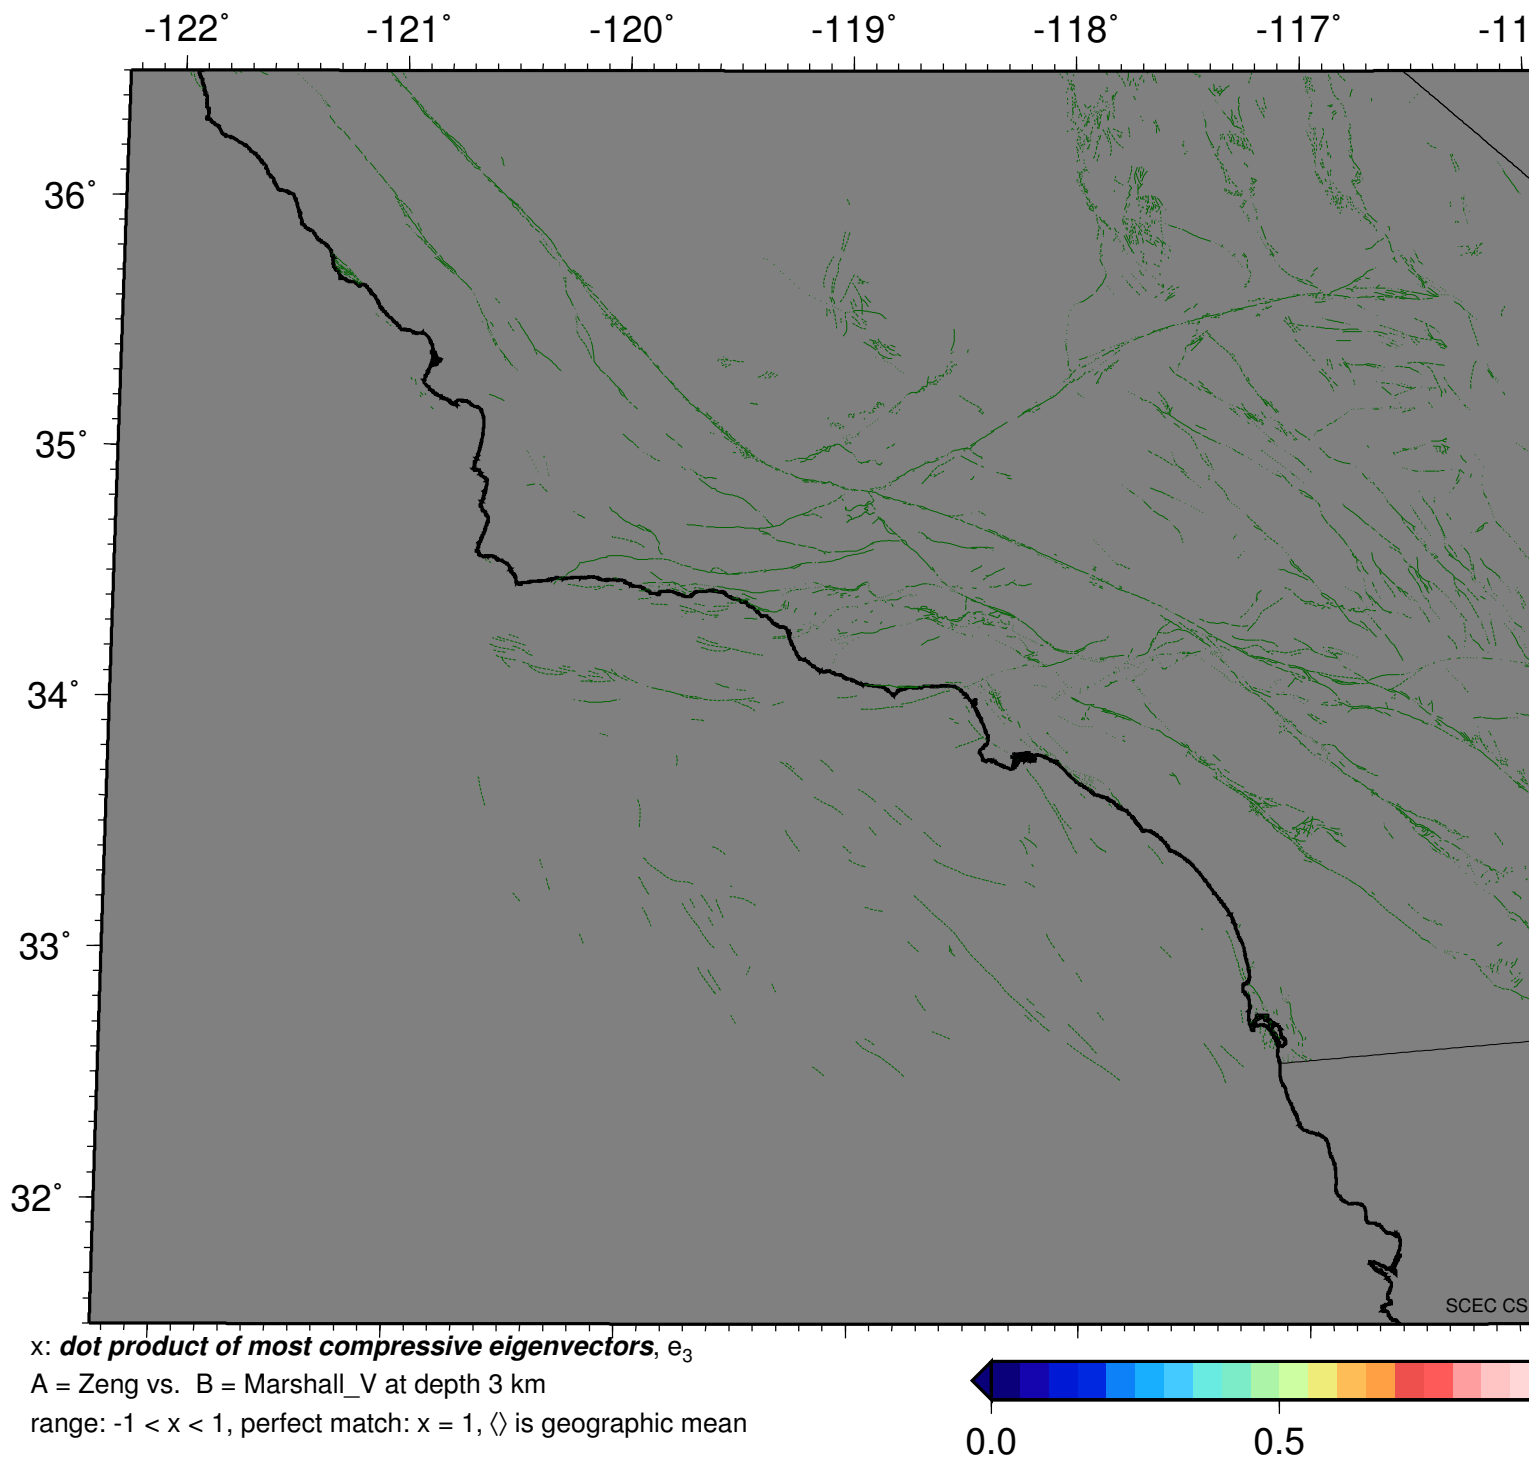 -122° -121° -120° -119° -118° -117° -11
36°
35°
34°
33°
32°
SCEC CS
x: dot product of most compressive eigenvectors, e3
A = Zeng vs. B = Marshall_V at depth 3 km
range: -1 < x < 1, perfect match: x = 1, ⟨⟩ is geographic mean
0.0 0.5